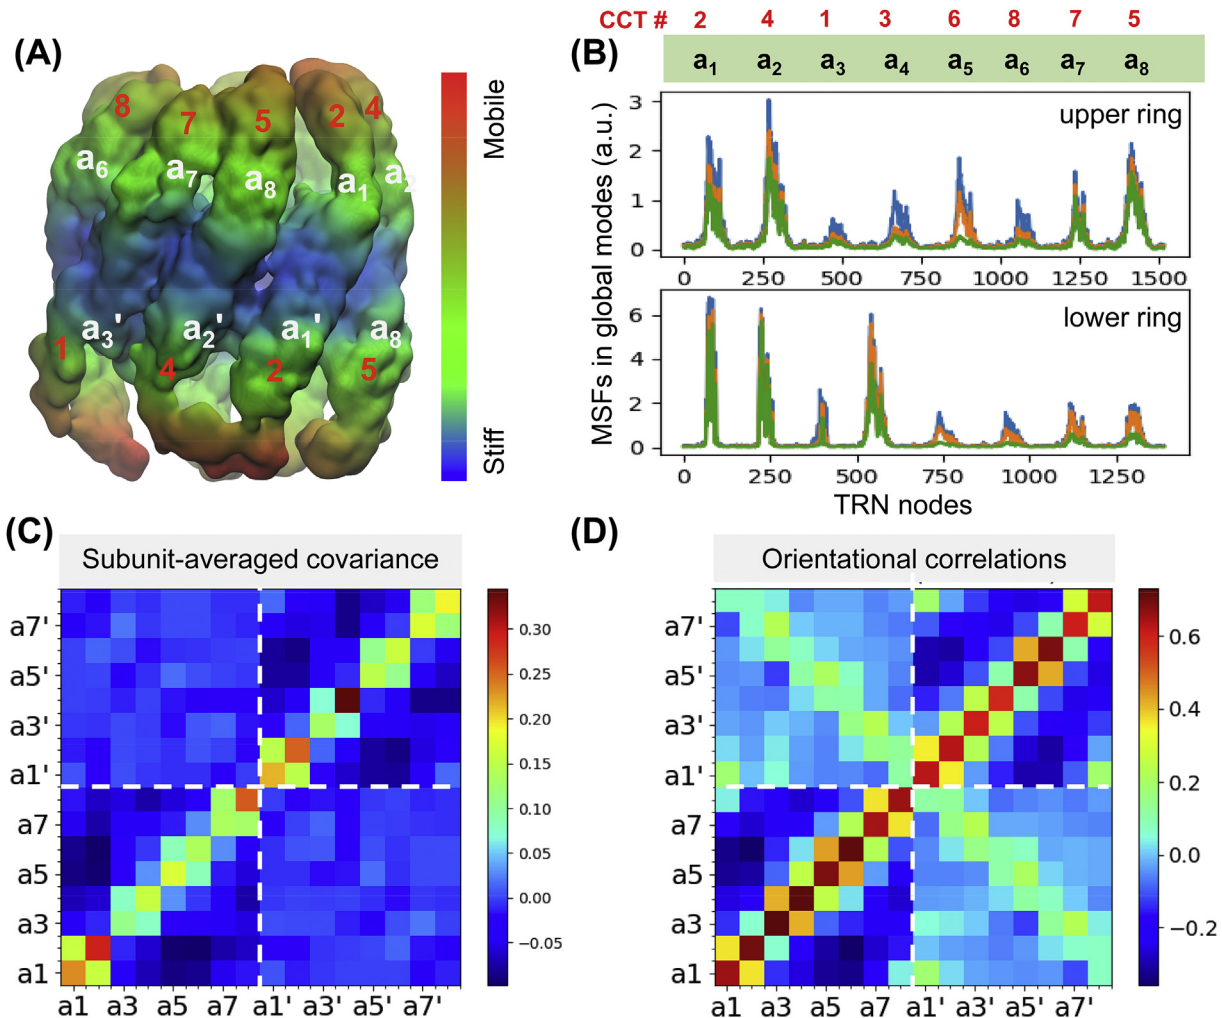 (A)
8
7
5
2
4
a6
a7
a8
a1
a2
a3'
a2'
a1'
a8'
1
4
2
5
Mobile
Stiff
(B)
CCT # 2 4 1 3 6 8 7 5
a1 a2 a3 a4 a5 a6 a7 a8
MSFs in global modes (a.u.)
3
2
1
0
upper ring
0 250 500 750 1000 1250 1500
6
4
2
0
lower ring
0 250 500 750 1000 1250
TRN nodes
(C)
Subunit-averaged covariance
a7'
a5'
a3'
a1'
a7
a5
a3
a1
a1 a3 a5 a7 a1' a3' a5' a7'
0.30
0.25
0.20
0.15
0.10
0.05
0.00
−0.05
(D)
Orientational correlations
a7'
a5'
a3'
a1'
a7
a5
a3
a1
a1 a3 a5 a7 a1' a3' a5' a7'
0.6
0.4
0.2
0.0
−0.2